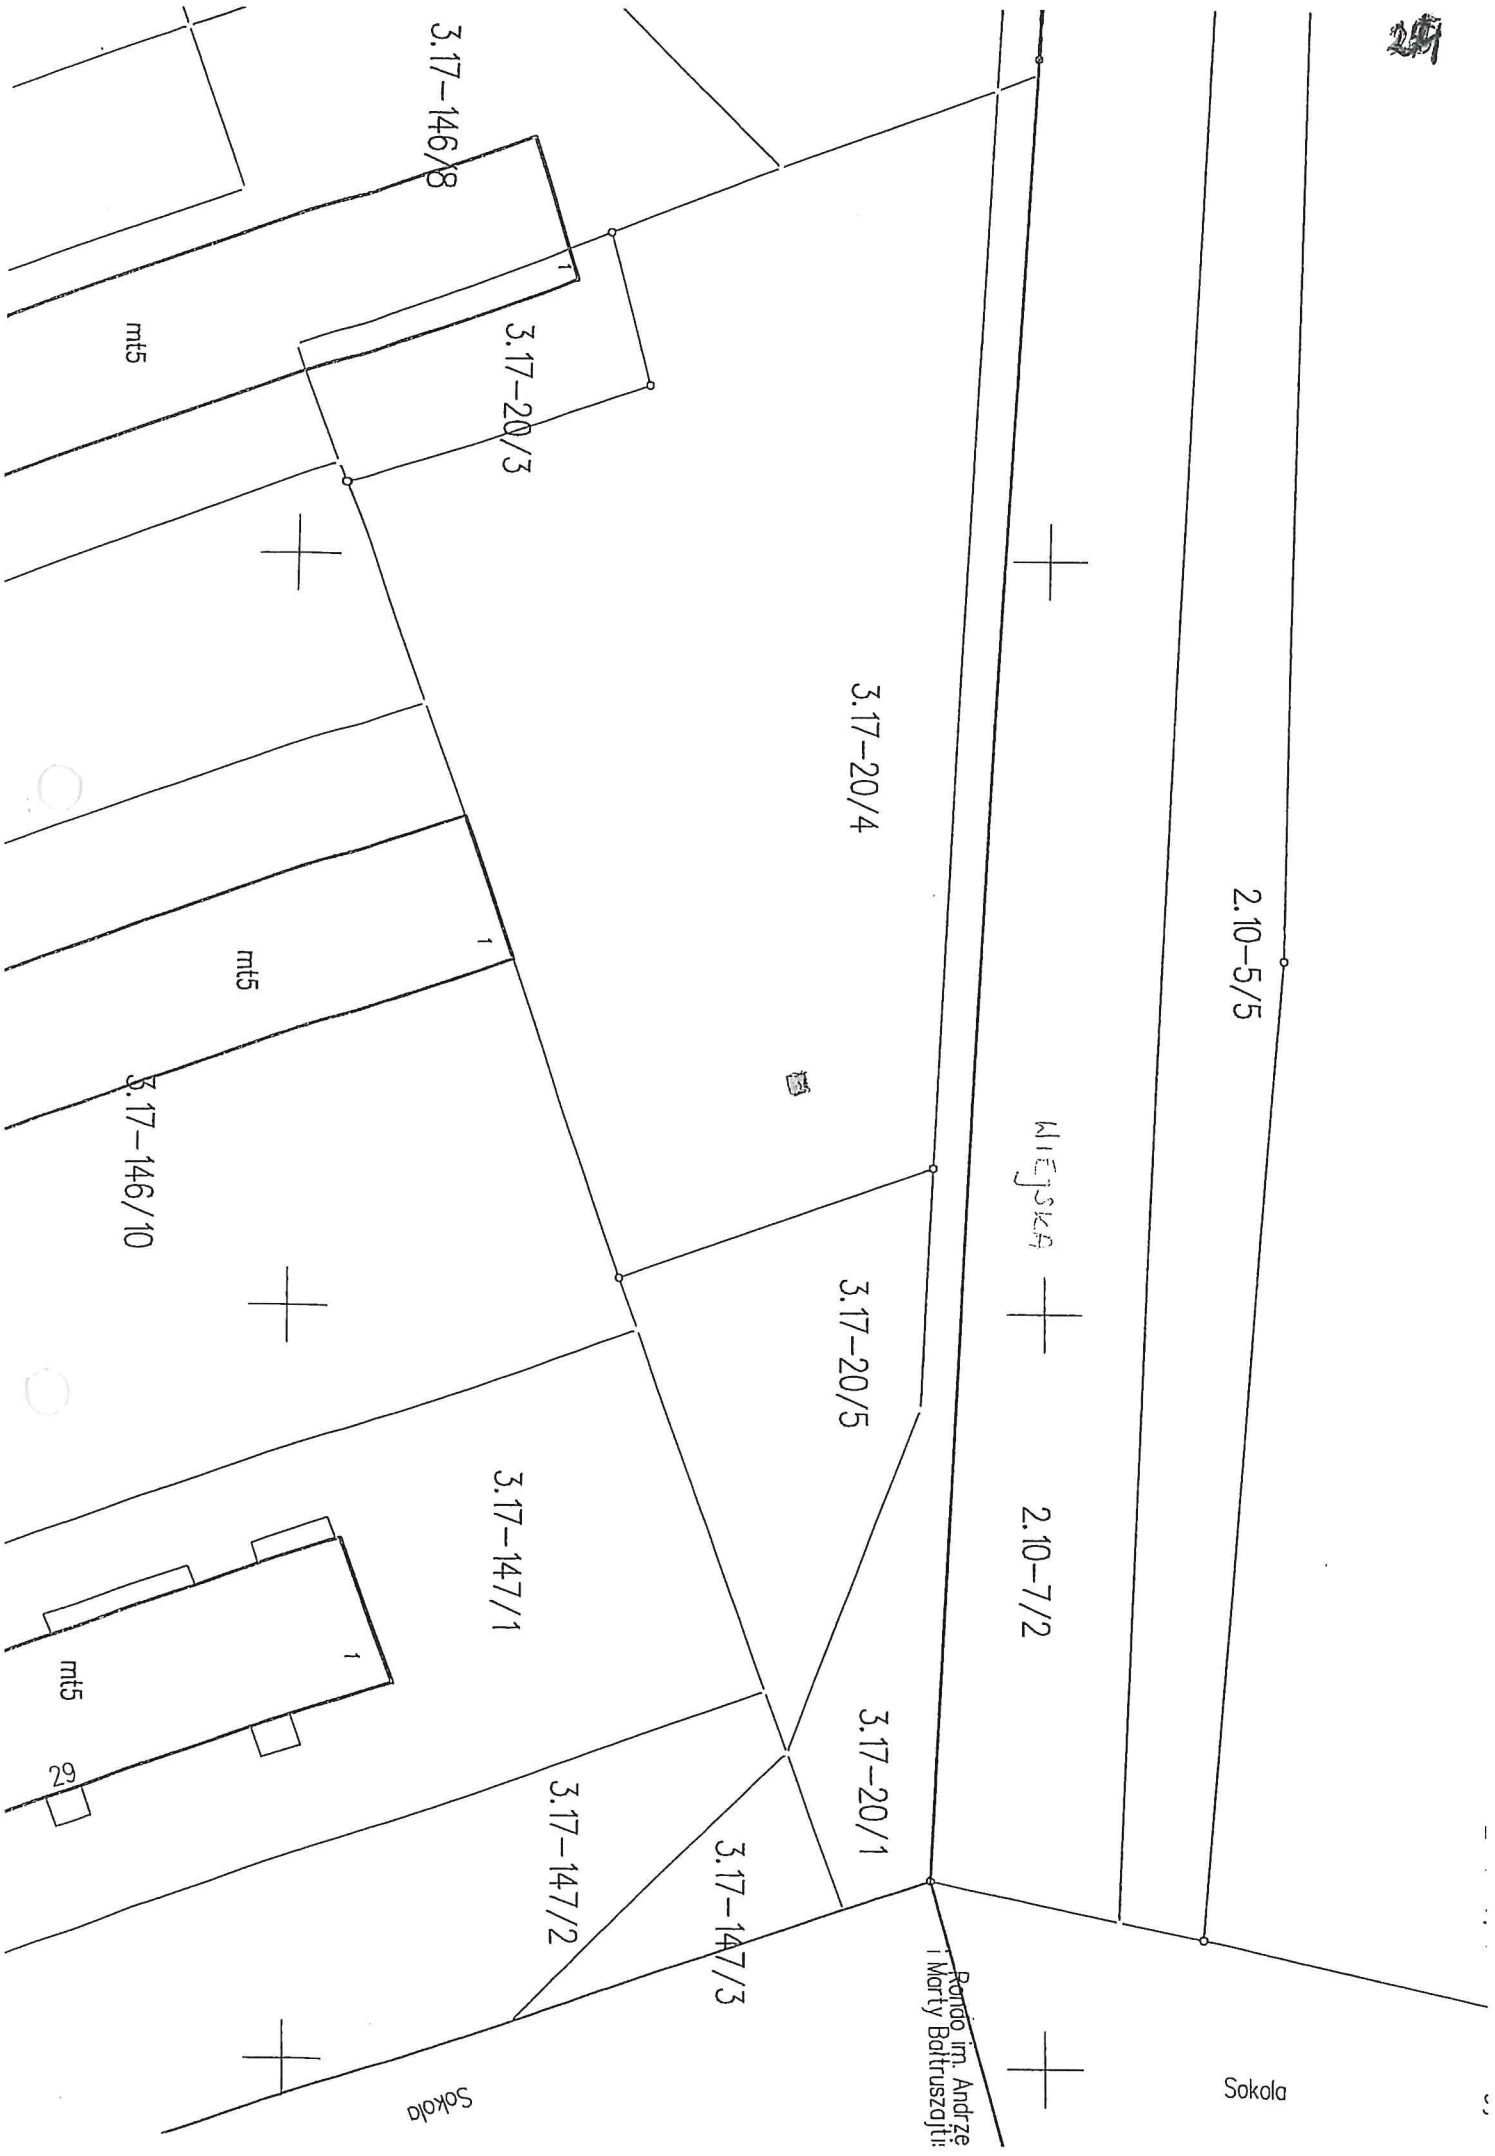 3.17-146/8
1
mt5
3.17-20/3
3.17-20/4
2.10-5/5
1
mt5
3.17-146/10
WIEJSKA
3.17-20/5
3.17-147/1
2.10-7/2
1
mt5
29
3.17-20/1
3.17-147/2
3.17-147/3
Rondo im. Andrze
i Marty Bałtruszajti
Sokola
Sokola